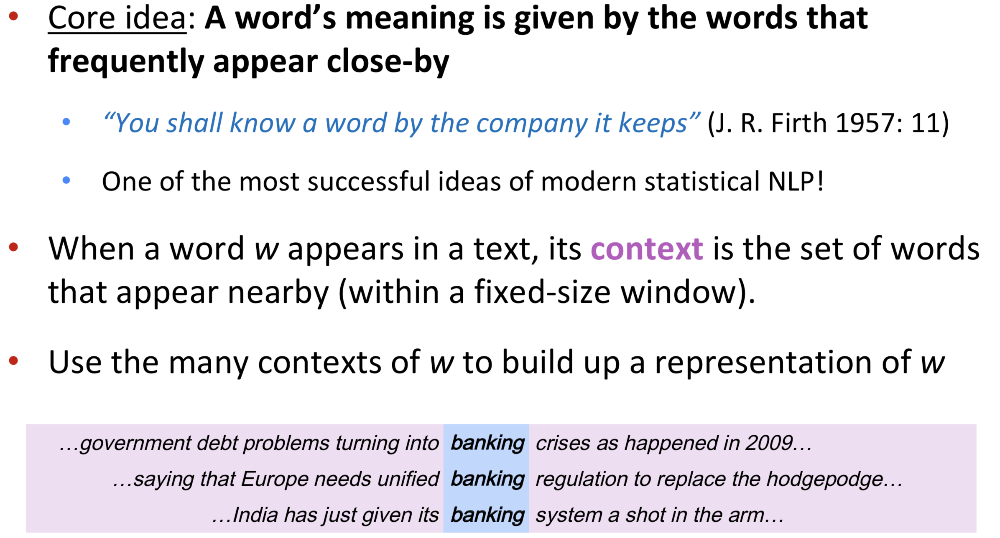 • Core idea: A word’s meaning is given by the words that
frequently appear close-by
• “You shall know a word by the company it keeps” (J. R. Firth 1957: 11)
• One of the most successful ideas of modern statistical NLP!
• When a word w appears in a text, its context is the set of words
that appear nearby (within a fixed-size window).
• Use the many contexts of w to build up a representation of w
…government debt problems turning into banking crises as happened in 2009…
…saying that Europe needs unified banking regulation to replace the hodgepodge…
…India has just given its banking system a shot in the arm…